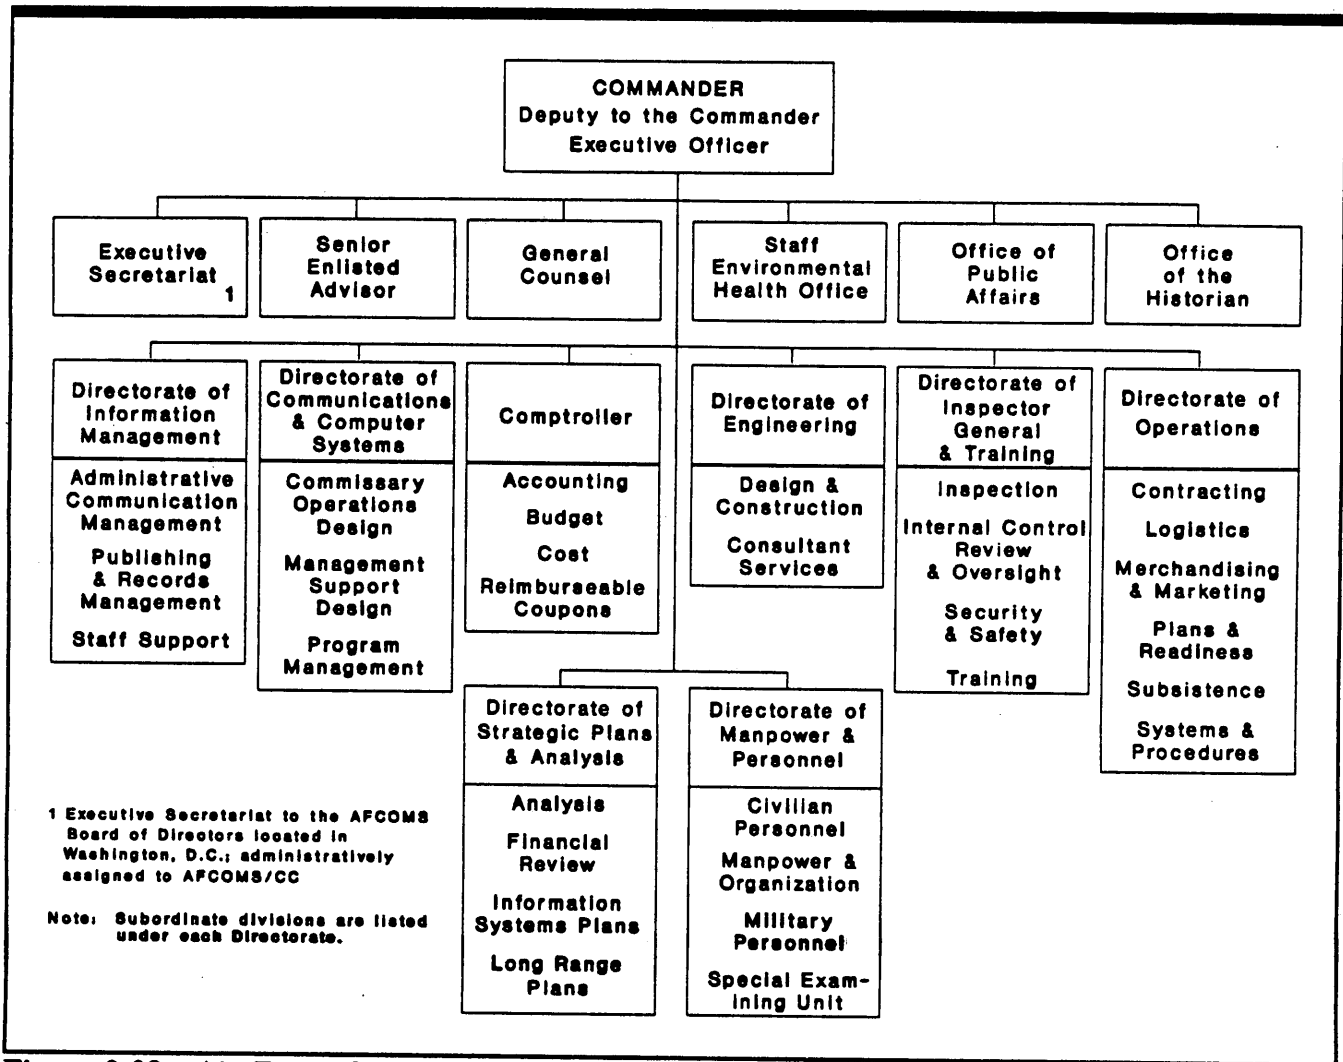 COMMANDER
Deputy to the Commander
Executive Officer
Executive
Secretariat
1
Senior
Enlisted
Advisor
General
Counsel
Staff
Environmental
Health Office
Office of
Public
Affairs
Office
of the
Historian
Directorate of
Information
Management
Administrative
Communication
Management
Publishing
& Records
Management
Staff Support
Directorate of
Communications
& Computer
Systems
Commissary
Operations
Design
Management
Support
Design
Program
Management
Comptroller
Accounting
Budget
Cost
Reimburseable
Coupons
Directorate of
Engineering
Design &
Construction
Consultant
Services
Directorate of
Inspector
General
& Training
Inspection
Internal Control
Review
& Oversight
Security
& Safety
Training
Directorate of
Operations
Contracting
Logistics
Merchandising
& Marketing
Plans &
Readiness
Subsistence
Systems &
Procedures
Directorate of
Strategic Plans
& Analysis
Analysis
Financial
Review
Information
Systems Plans
Long Range
Plans
Directorate of
Manpower &
Personnel
Civilian
Personnel
Manpower &
Organization
Military
Personnel
Special Exam-
ining Unit
1 Executive Secretariat to the AFCOMS
Board of Directors located in
Washington, D.C.; administratively
assigned to AFCOMS/CC
Note: Subordinate divisions are listed
under each Directorate.